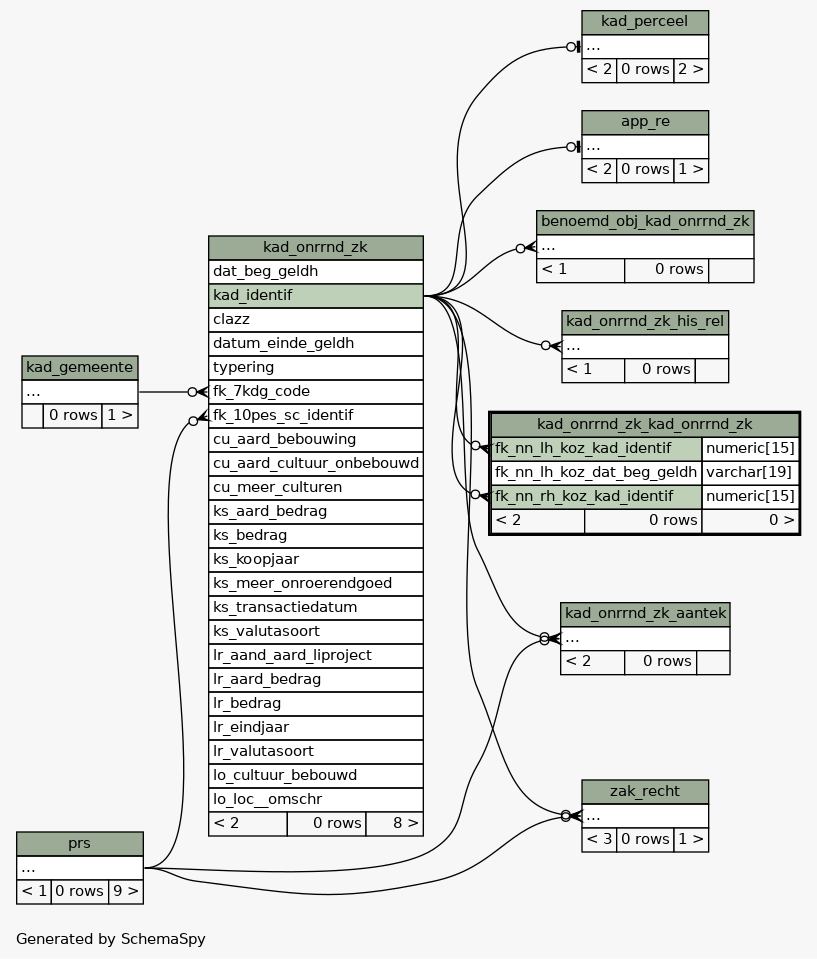 kad_perceel
...
< 2 0 rows 2 >
app_re
...
< 2 0 rows 1 >
benoemd_obj_kad_onrrnd_zk
...
< 1 0 rows
kad_onrrnd_zk
dat_beg_geldh
kad_identif
clazz
datum_einde_geldh
typering
fk_7kdg_code
fk_10pes_sc_identif
cu_aard_bebouwing
cu_aard_cultuur_onbebouwd
cu_meer_culturen
ks_aard_bedrag
ks_bedrag
ks_koopjaar
ks_meer_onroerendgoed
ks_transactiedatum
ks_valutasoort
lr_aand_aard_liproject
lr_aard_bedrag
lr_bedrag
lr_eindjaar
lr_valutasoort
lo_cultuur_bebouwd
lo_loc__omschr
< 2 0 rows 8 >
kad_onrrnd_zk_his_rel
...
< 1 0 rows
kad_gemeente
...
0 rows 1 >
kad_onrrnd_zk_kad_onrrnd_zk
fk_nn_lh_koz_kad_identif numeric[15]
fk_nn_lh_koz_dat_beg_geldh varchar[19]
fk_nn_rh_koz_kad_identif numeric[15]
< 2 0 rows 0 >
kad_onrrnd_zk_aantek
...
< 2 0 rows
zak_recht
...
< 3 0 rows 1 >
prs
...
< 1 0 rows 9 >
Generated by SchemaSpy